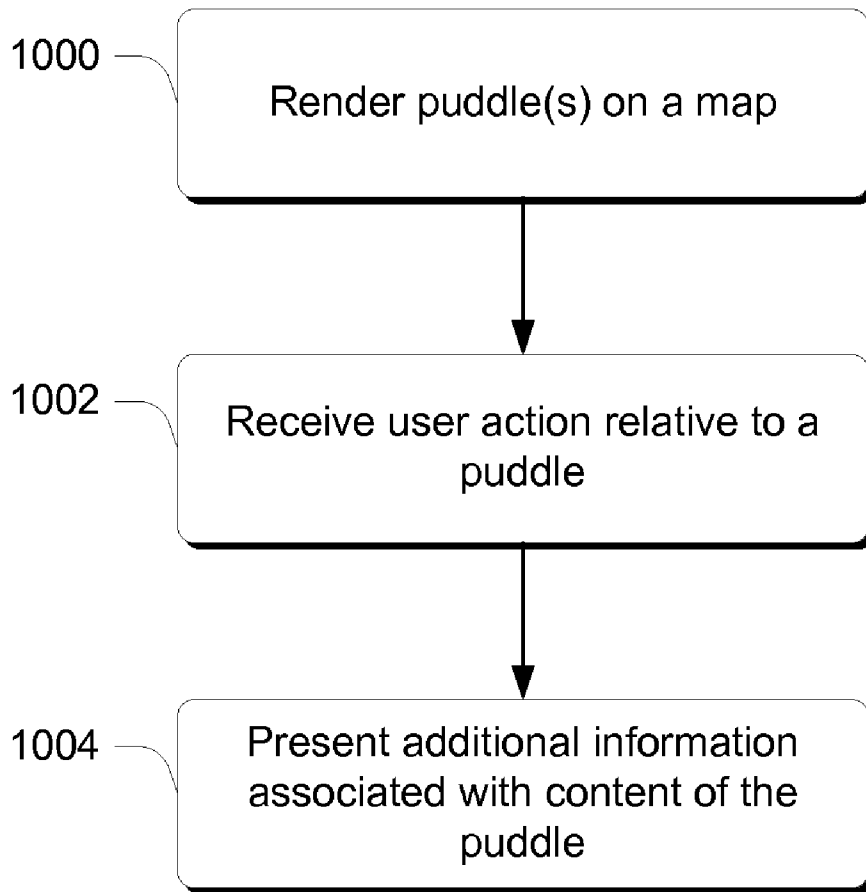 1000
Render puddle(s) on a map
1002
Receive user action relative to a
puddle
1004
Present additional information
associated with content of the
puddle